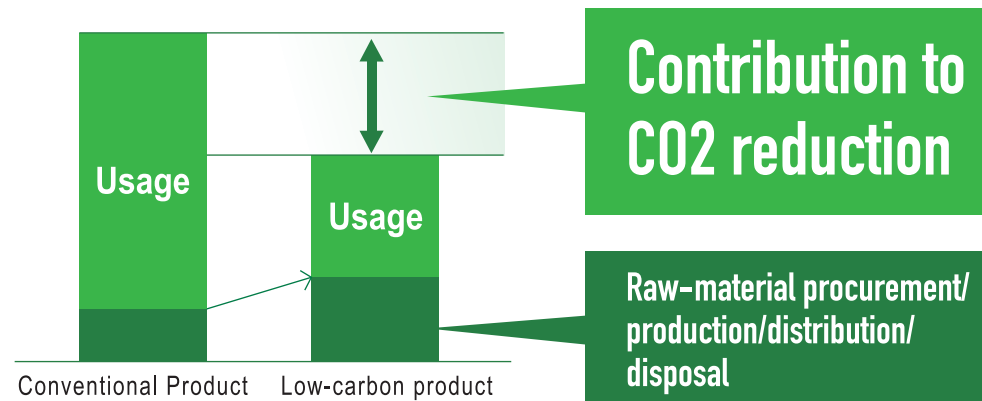 Contribution to
CO2 reduction
Usage
Usage
Raw-material procurement/
production/distribution/
disposal
Conventional Product
Low-carbon product